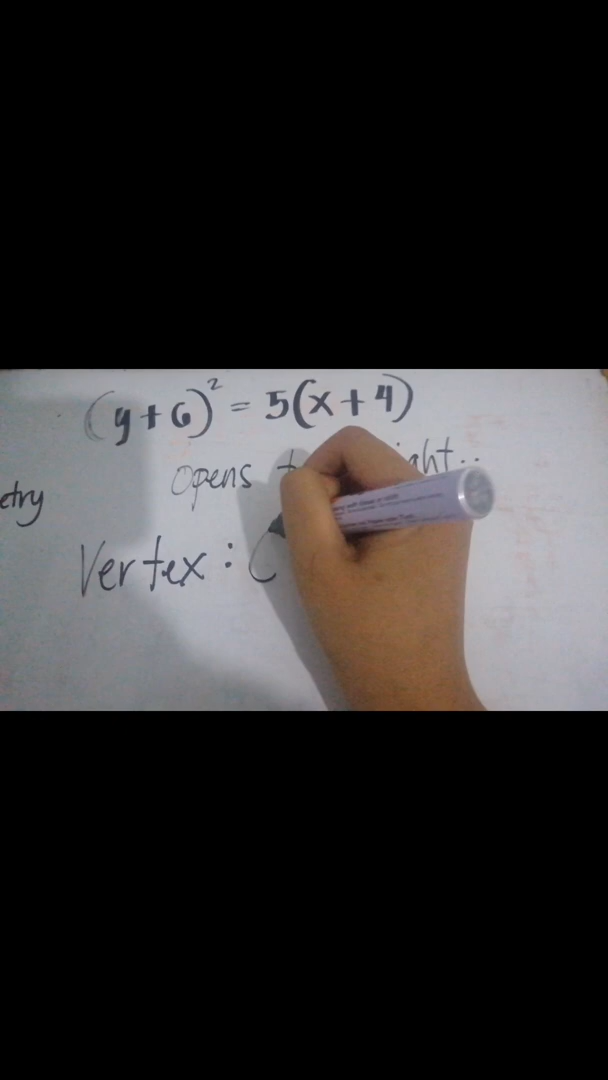 (y+6)² = 5(x+4)
opens
etry
Vertex : (